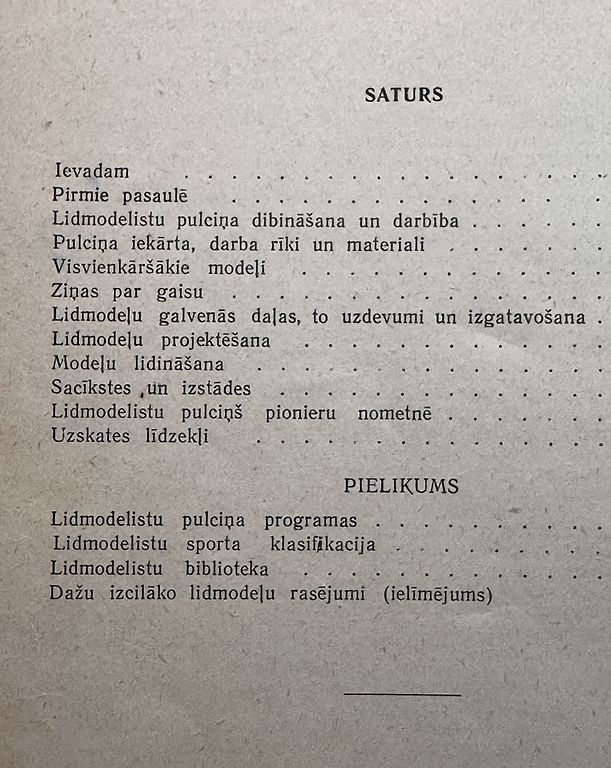 SATURS
Ievadam . . . . . . . . . . . . . . . . . .
Pirmie pasaulē . . . . . . . . . . . . . . . .
Lidmodelistu pulciņa dibināšana un darbība . . . . . .
Pulciņa iekārta, darba rīki un materiali . . . . . . .
Visvienkāršākie modeļi . . . . . . . . . . . . .
Ziņas par gaisu . . . . . . . . . . . . . . . .
Lidmodeļu galvenās daļas, to uzdevumi un izgatavošana .
Lidmodeļu projektēšana . . . . . . . . . . . . .
Modeļu lidināšana . . . . . . . . . . . . . . .
Sacīkstes un izstādes . . . . . . . . . . . . . .
Lidmodelistu pulciņš pionieru nometnē . . . . . . .
Uzskates līdzekļi . . . . . . . . . . . . . . .
PIELIKUMS
Lidmodelistu pulciņa programas . . . . . . . . . .
Lidmodelistu sporta klasifikacija . . . . . . . . .
Lidmodelistu biblioteka . . . . . . . . . . . . .
Dažu izcilāko lidmodeļu rasējumi (ielīmējums)